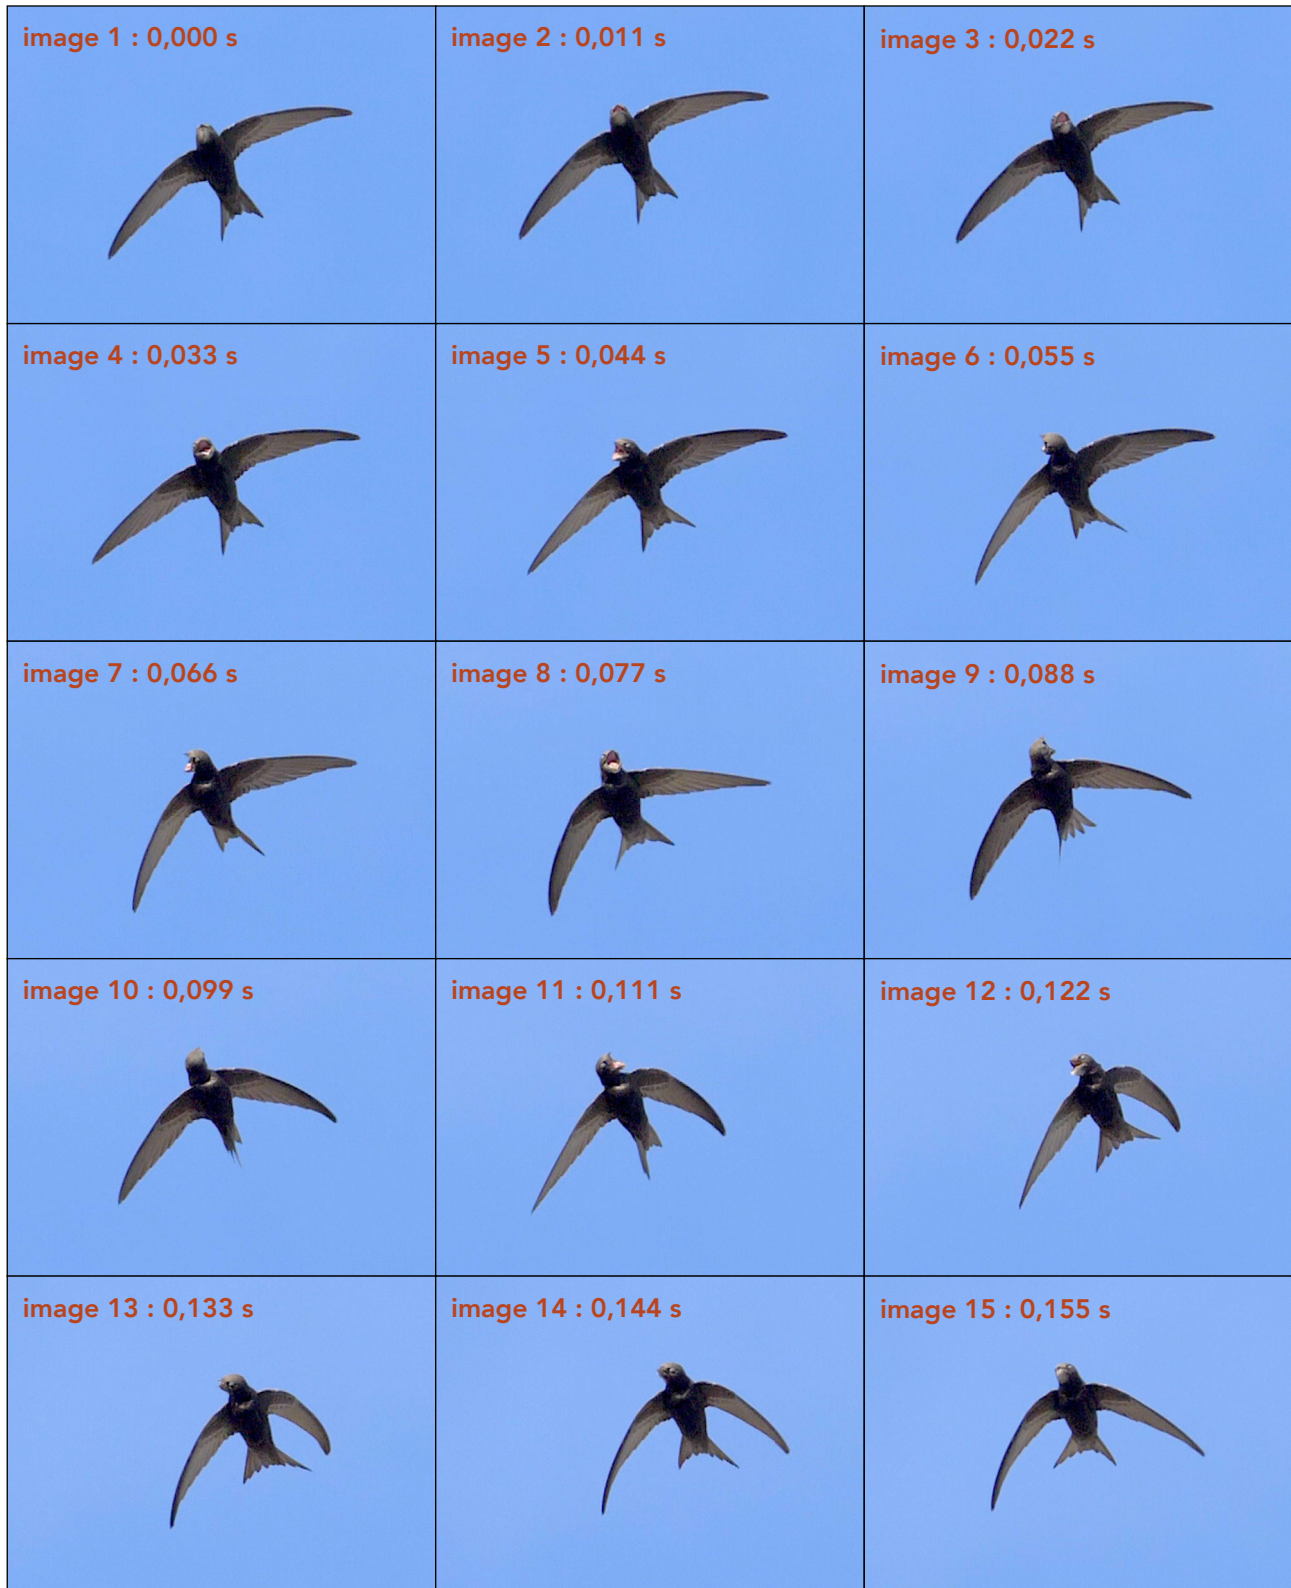 image 1 : 0,000 s
image 2 : 0,011 s
image 3 : 0,022 s
image 4 : 0,033 s
image 5 : 0,044 s
image 6 : 0,055 s
image 7 : 0,066 s
image 8 : 0,077 s
image 9 : 0,088 s
image 10 : 0,099 s
image 11 : 0,111 s
image 12 : 0,122 s
image 13 : 0,133 s
image 14 : 0,144 s
image 15 : 0,155 s